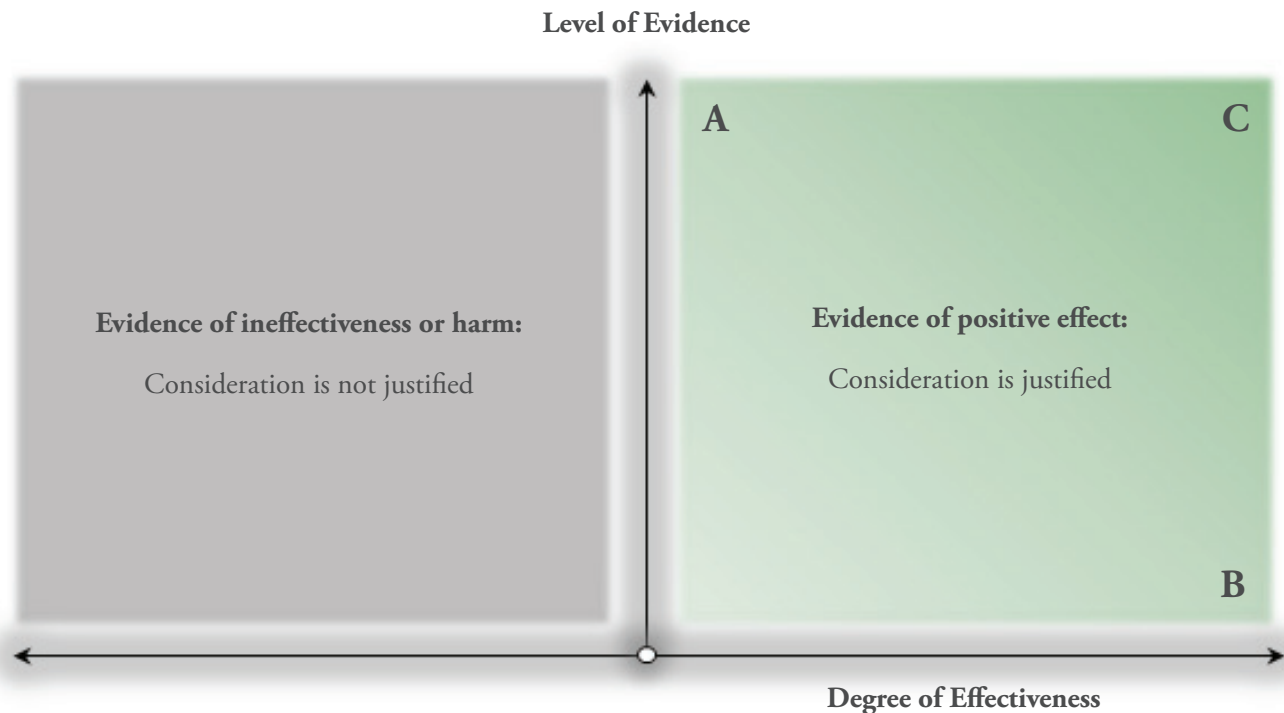 Level of Evidence
A
C
Evidence of ineffectiveness or harm:
Consideration is not justified
Evidence of positive effect:
Consideration is justified
B
Degree of Effectiveness